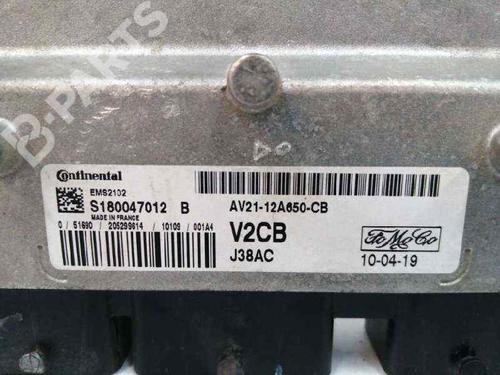 B-PARTS
Continental
EMS2102
S180047012 B
MADE IN FRANCE
0 / 51690 / 205299614 / 10109 / 001A4
AV21-12A650-CB
V2CB
J38AC
FoMoCo
10-04-19